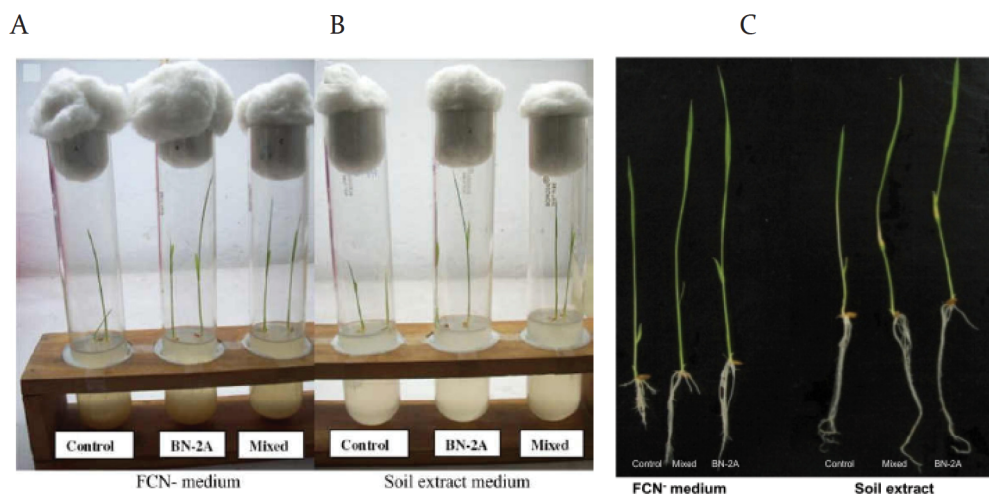 A B C
Control BN-2A Mixed Control BN-2A Mixed
FCN- medium Soil extract medium
Control Mixed BN-2A Control Mixed BN-2A
FCN⁻ medium Soil extract